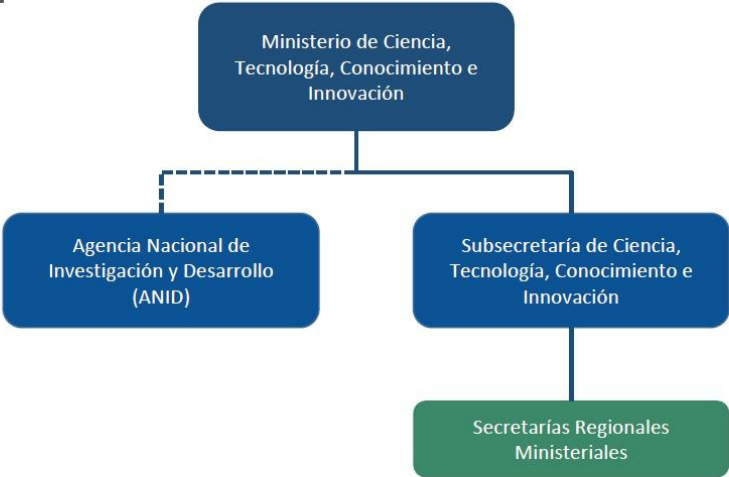 Ministerio de Ciencia,
Tecnología, Conocimiento e
Innovación
Agencia Nacional de
Investigación y Desarrollo
(ANID)
Subsecretaría de Ciencia,
Tecnología, Conocimiento e
Innovación
Secretarías Regionales
Ministeriales